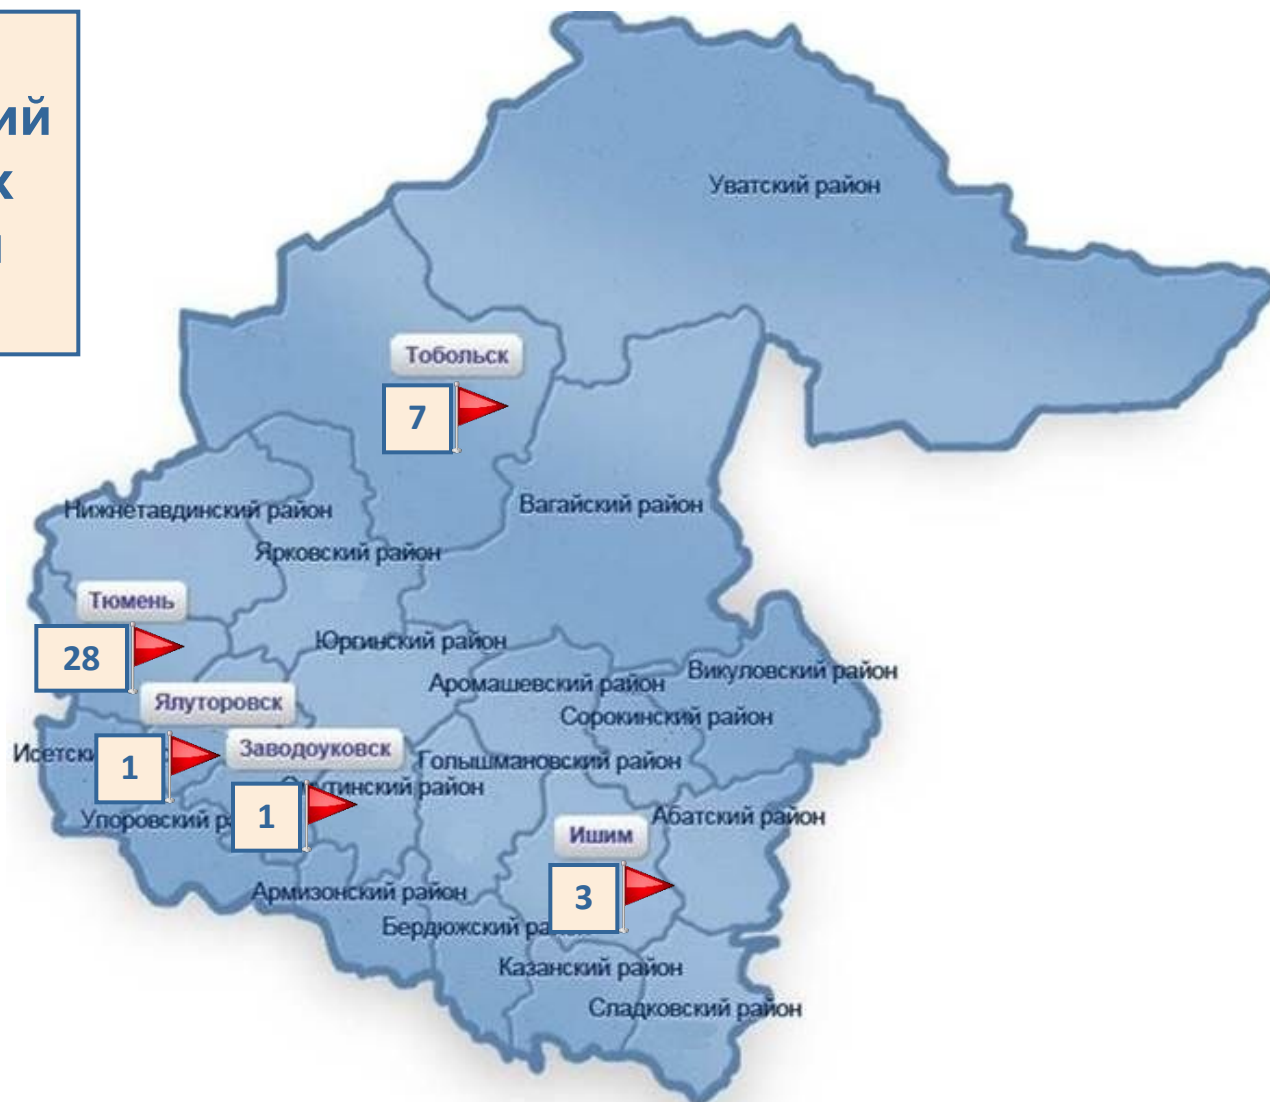 ий
к
Уватский район
Тобольск
7
Вагайский район
Нижнетавдинский район
Ярковский район
Тюмень
28
Юргинский район
Викуловский район
Аромашевский район
Ялуторовск
Сорокинский район
Заводоуковск
Голышмановский район
1
1
Абатский район
Ишим
3
Армизонский район
Казанский район
Сладковский район